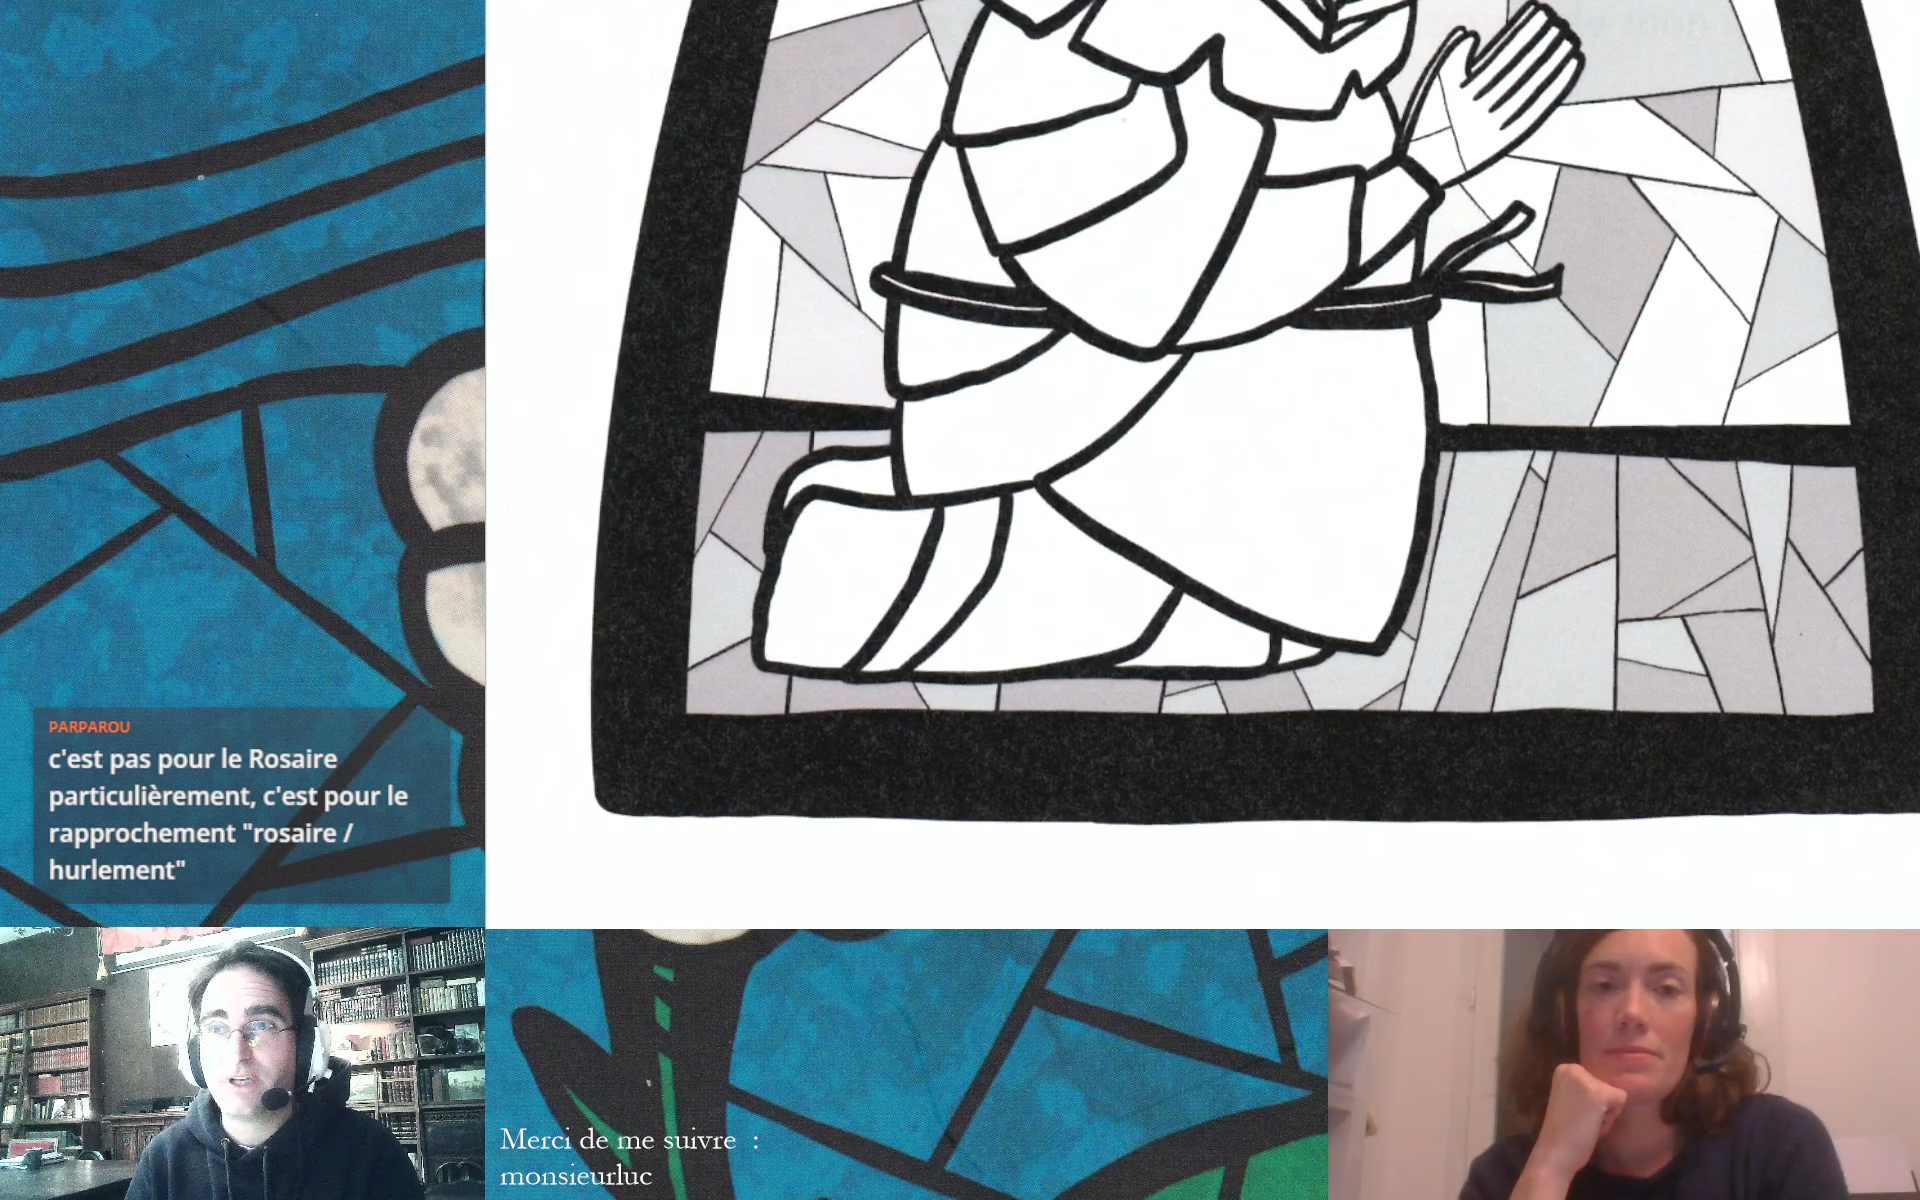 PARPAROU
c'est pas pour le Rosaire
particulièrement, c'est pour le
rapprochement "rosaire /
hurlement"
Merci de me suivre :
monsieurluc